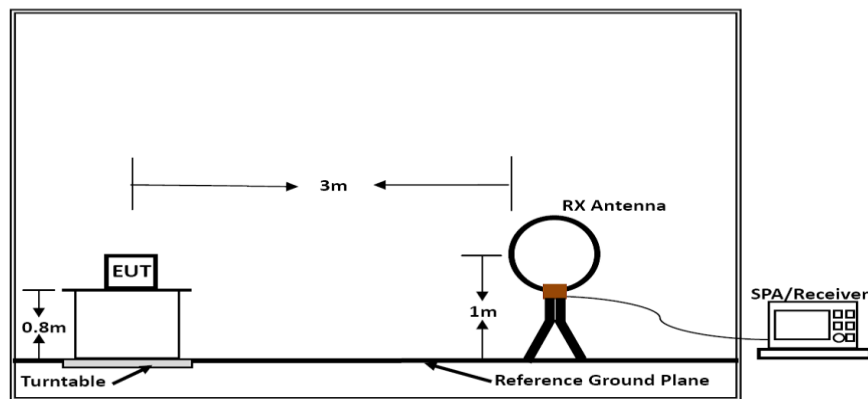 3m
RX Antenna
EUT
SPA/Receiver
0.8m
1m
Turntable
Reference Ground Plane